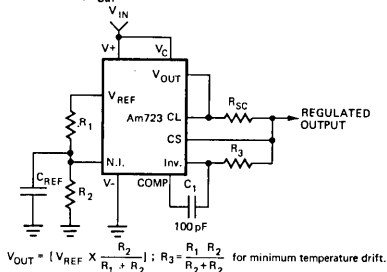 V_IN
V+ V_C
V_OUT
V_REF
R_SC
R_1
Am723 CL
REGULATED
OUTPUT
CS
R_3
N.I.
Inv.
C_REF
R_2
V-
COMP
C_1
100 pF
V_OUT = [V_REF X R_2 / R_1 + R_2]; R_3 = R_1 R_2 / R_2 + R_2 for minimum temperature drift.